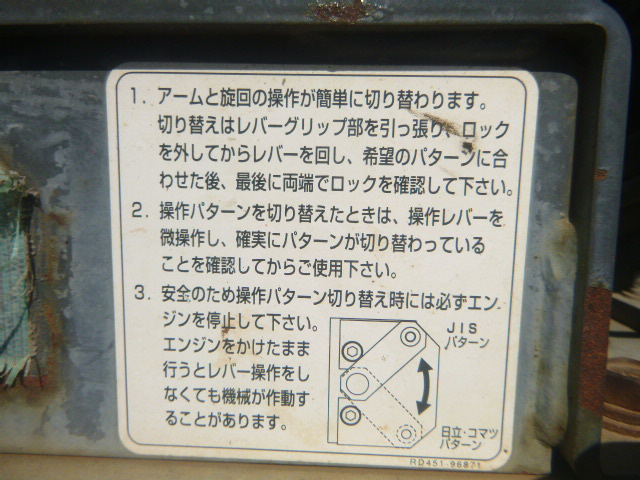 1. アームと旋回の操作が簡単に切り替わります。
切り替えはレバーグリップ部を引っ張り、ロック
を外してからレバーを回し、希望のパターンに合
わせた後、最後に両端でロックを確認して下さい。
2. 操作パターンを切り替えたときは、操作レバーを
微操作し、確実にパターンが切り替わっている
ことを確認してからご使用下さい。
3. 安全のため操作パターン切り替え時には必ずエン
ジンを停止して下さい。
エンジンをかけたまま
行うとレバー操作をし
なくても機械が作動す
ることがあります。
JIS
パターン
日立・コマツ
パターン
RD451-96871